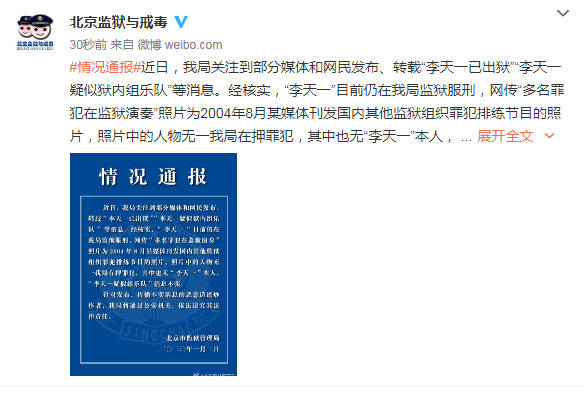 北京监狱与戒毒
30秒前 来自 微博 weibo.com
#情况通报#近日，我局关注到部分媒体和网民发布、转载“李天一已出狱”“李天一
疑似狱内组乐队”等消息。经核实，“李天一”目前仍在我局监狱服刑，网传“多名罪
犯在监狱演奏”照片为2004年8月某媒体刊发国内其他监狱组织罪犯排练节目的照
片，照片中的人物无一我局在押罪犯，其中也无“李天一”本人， ... 展开全文
情况通报
近日，我局关注到部分媒体和网民发布、
转载“李天一已出狱”“李天一疑似狱内组乐
队”等消息。经核实，“李天一”目前仍在
我局监狱服刑，网传“多名罪犯在监狱演奏”
照片为2004年8月某媒体刊发国内其他监狱
组织罪犯排练节目的照片，照片中的人物无
一我局在押罪犯，其中也无“李天一”本人，
“李天一疑似组乐队”信息不实。
针对发布、传播不实信息的恶意造谣炒
作者，我局将通过公安机关，依法追究其法
律责任。
JINGCHA
北京市监狱管理局
二〇二〇年一月二日